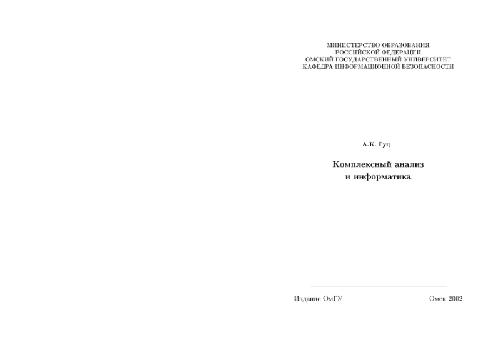 МИНИСТЕРСТВО ОБРАЗОВАНИЯ
РОССИЙСКОЙ ФЕДЕРАЦИИ
ОМСКИЙ ГОСУДАРСТВЕННЫЙ УНИВЕРСИТЕТ
КАФЕДРА ИНФОРМАЦИОННОЙ БЕЗОПАСНОСТИ
А.К. Гуц
Комплексный анализ
и информатика
Издание ОмГУ Омск 2002